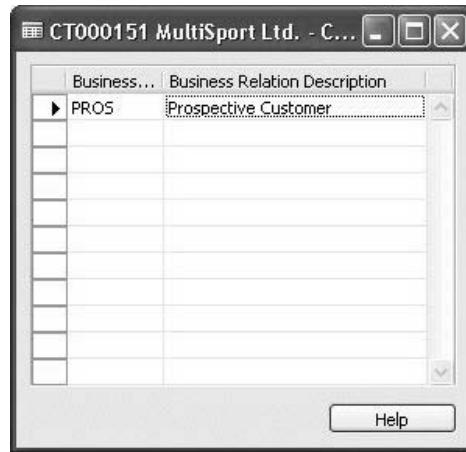 CT000151 MultiSport Ltd. - C...
Business... Business Relation Description
PROS Prospective Customer
Help